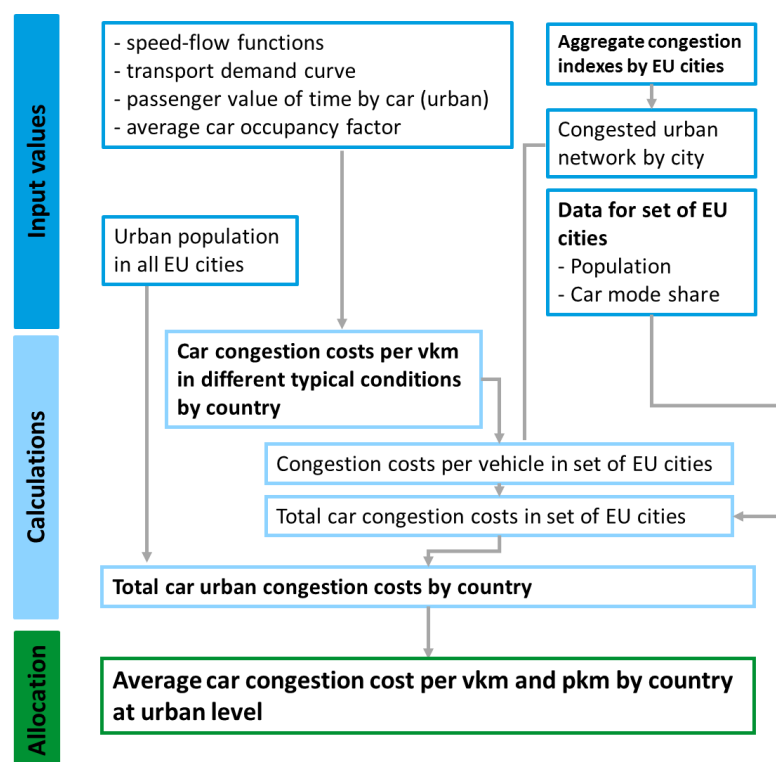 Input values
- speed-flow functions
- transport demand curve
- passenger value of time by car (urban)
- average car occupancy factor
Aggregate congestion
indexes by EU cities
Congested urban
network by city
Data for set of EU
cities
- Population
- Car mode share
Urban population
in all EU cities
Calculations
Car congestion costs per vkm
in different typical conditions
by country
Congestion costs per vehicle in set of EU cities
Total car congestion costs in set of EU cities
Total car urban congestion costs by country
Allocation
Average car congestion cost per vkm and pkm by country
at urban level